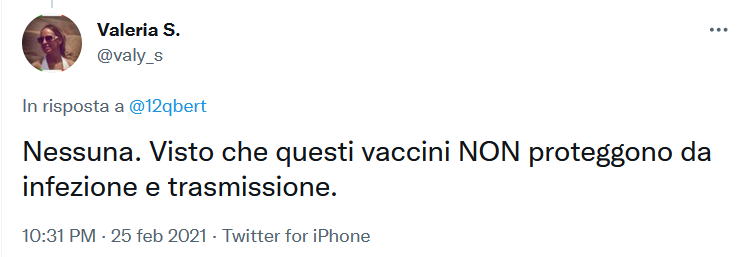 Valeria S.
@valy_s
In risposta a @12qbert
Nessuna. Visto che questi vaccini NON proteggono da
infezione e trasmissione.
10:31 PM · 25 feb 2021 · Twitter for iPhone